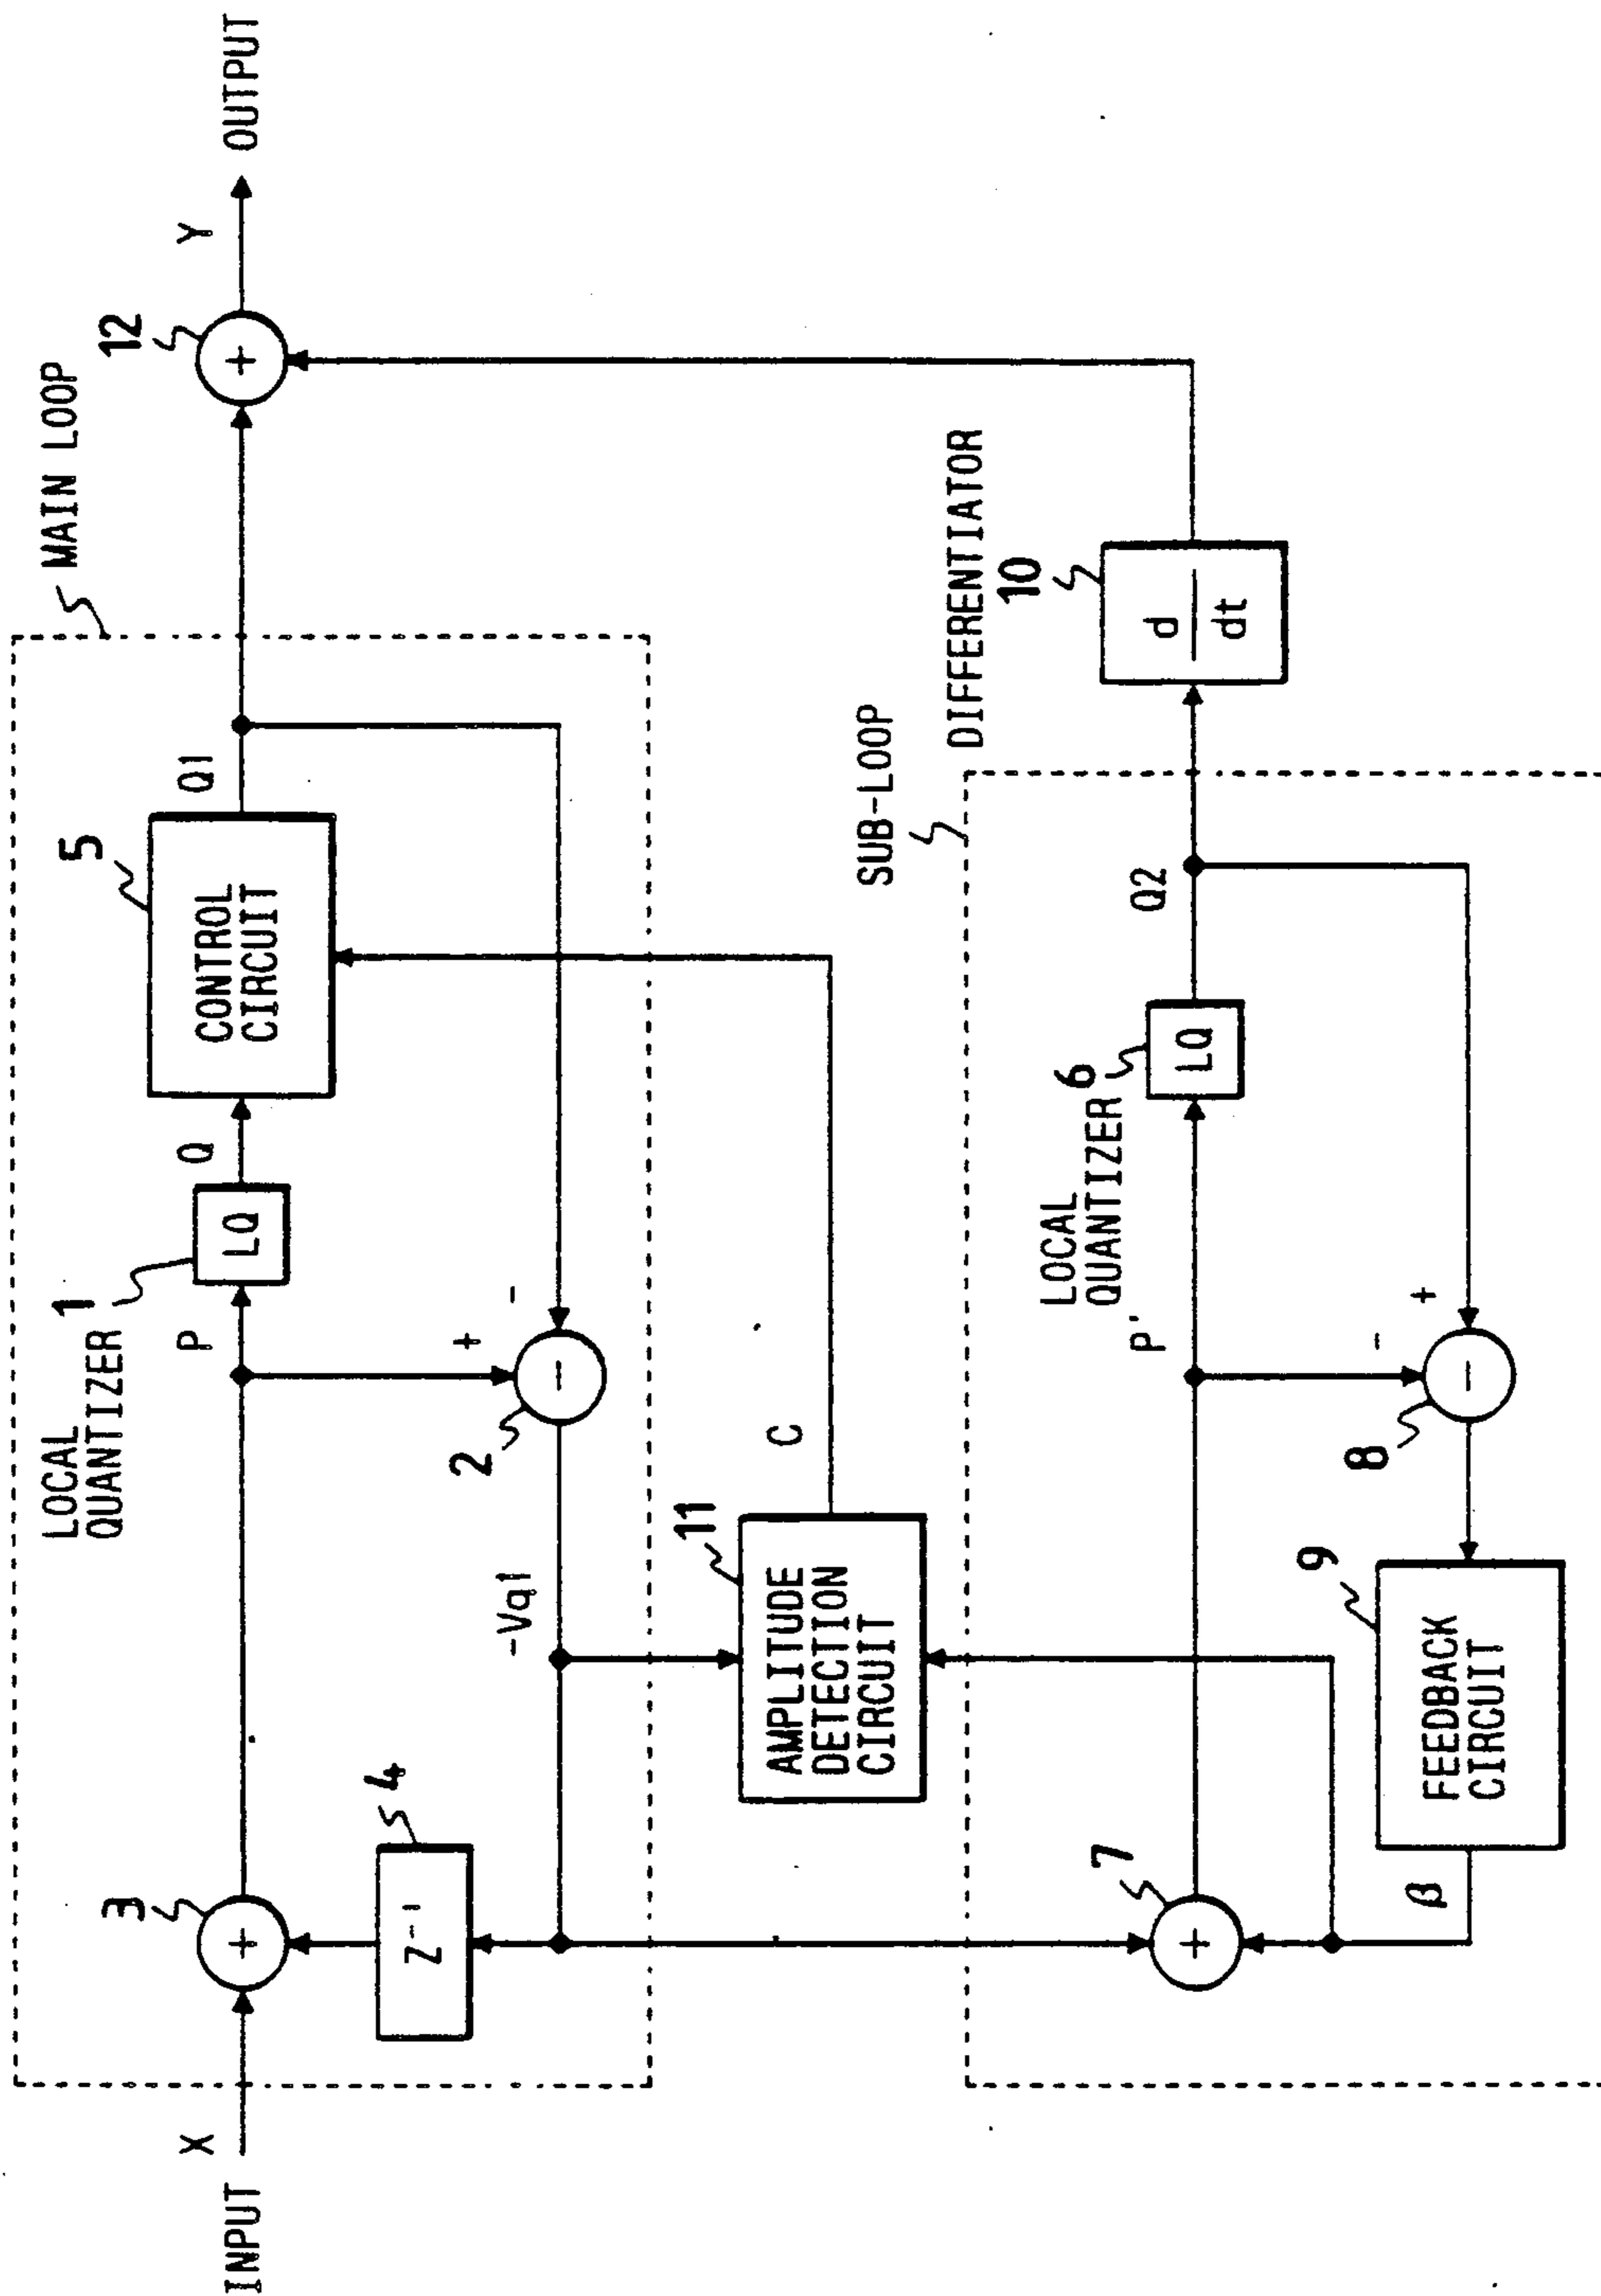 INPUT
X
3
+
4
Z⁻¹
LOCAL
QUANTIZER 1
P
LQ
Q
5
CONTROL
CIRCUIT
Q1
MAIN LOOP
12
+
Y
OUTPUT
+
-
-
2
-Vq1
11
AMPLITUDE
DETECTION
CIRCUIT
C
SUB-LOOP
7
+
P'
LOCAL
QUANTIZER 6
LQ
Q2
DIFFERENTIATOR
10
d
dt
-
+
-
8
9
FEEDBACK
CIRCUIT
β